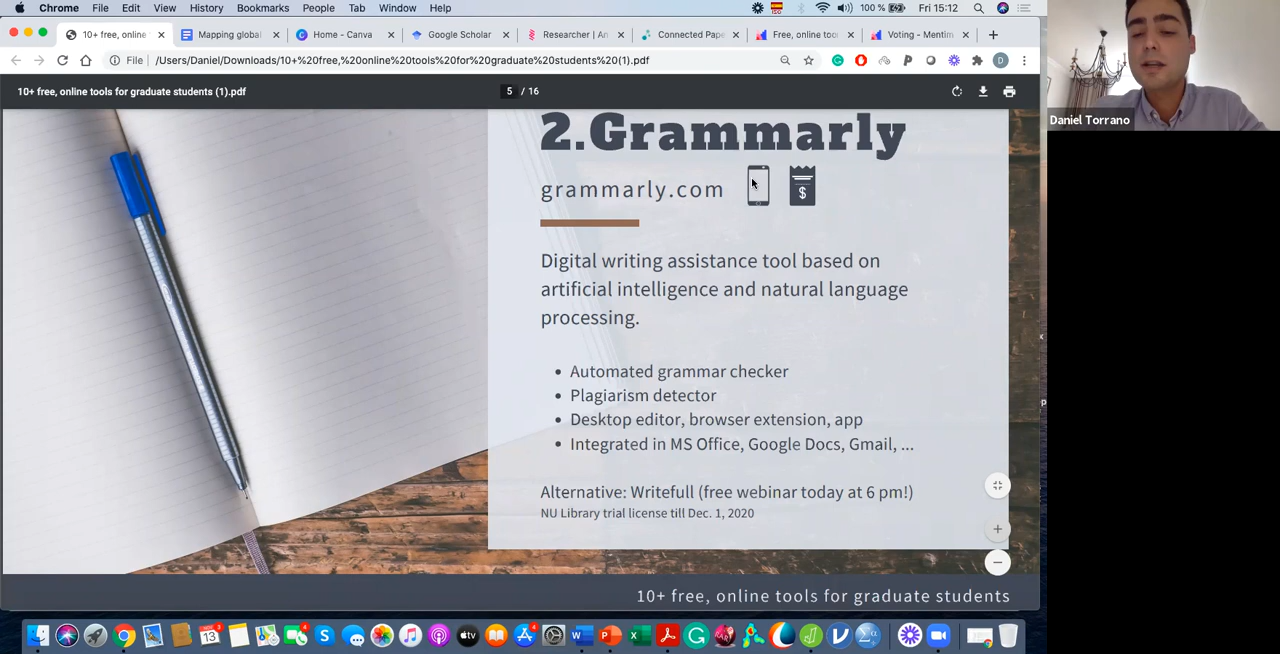 Chrome File Edit View History Bookmarks People Tab Window Help 100 % Fri 15:12
10+ free, online Mapping global Home - Canva Google Scholar Researcher | An Connected Pape Free, online too Voting - Mentim
File /Users/Daniel/Downloads/10+%20free,%20online%20tools%20for%20graduate%20students%20(1).pdf
10+ free, online tools for graduate students (1).pdf 5 / 16
Daniel Torrano
2.Grammarly
grammarly.com
$
Digital writing assistance tool based on
artificial intelligence and natural language
processing.
• Automated grammar checker
• Plagiarism detector
• Desktop editor, browser extension, app
• Integrated in MS Office, Google Docs, Gmail, ...
Alternative: Writefull (free webinar today at 6 pm!)
NU Library trial license till Dec. 1, 2020
10+ free, online tools for graduate students